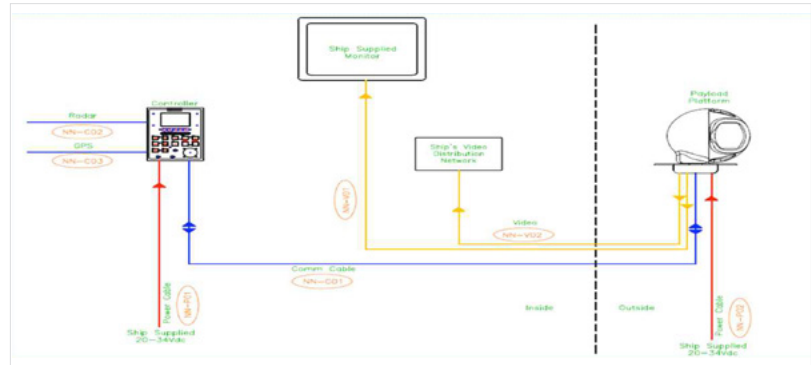 Ship Supplied
Monitor
Controller
Payload
Platform
Radar
NN-C02
GPS
NN-C03
Ship's Video
Distribution
Network
NN-V01
Video
NN-V02
Comm Cable
NN-C01
Power Cable
NN-P01
Inside
Outside
Power Cable
NN-P02
Ship Supplied
20-34Vdc
Ship Supplied
20-34Vdc